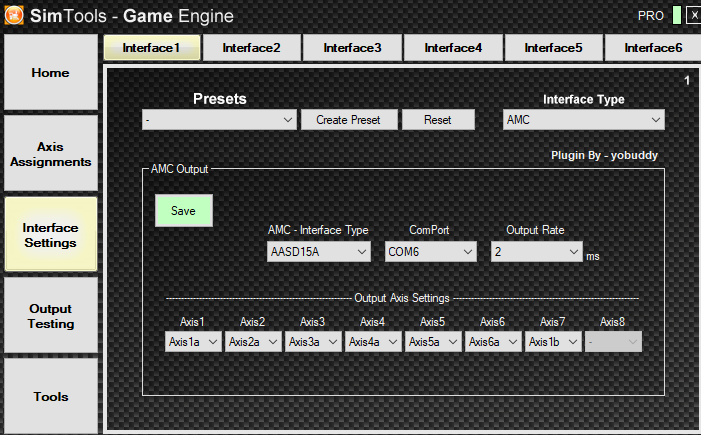 SimTools - Game Engine
PRO
X
Interface1 Interface2 Interface3 Interface4 Interface5 Interface6
Home
Axis
Assignments
Interface
Settings
Output
Testing
Tools
1
Presets
Interface Type
-
Create Preset
Reset
AMC
Plugin By - yobuddy
AMC Output
Save
AMC - Interface Type ComPort Output Rate
AASD15A COM6 2 ms
Output Axis Settings
Axis1 Axis2 Axis3 Axis4 Axis5 Axis6 Axis7 Axis8
Axis1a Axis2a Axis3a Axis4a Axis5a Axis6a Axis1b -